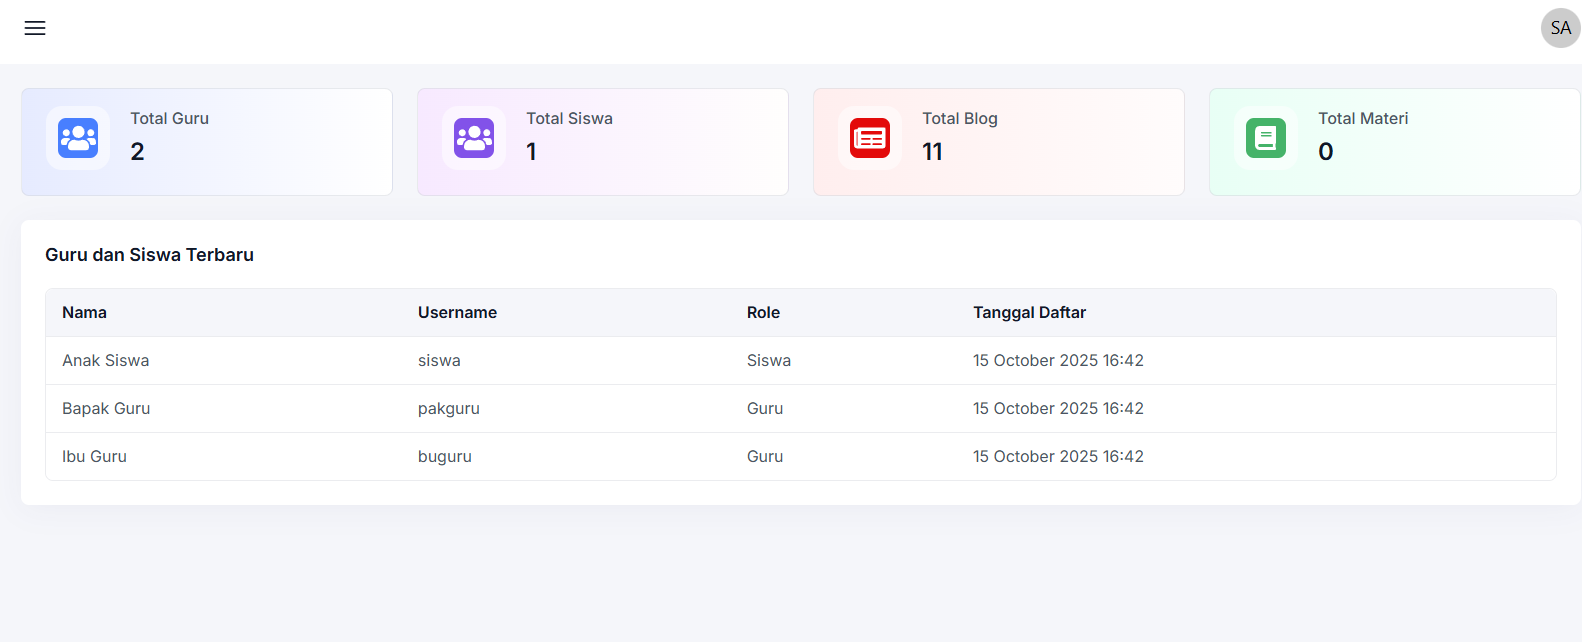 SA
Total Guru
2
Total Siswa
1
Total Blog
11
Total Materi
0
Guru dan Siswa Terbaru
Nama Username Role Tanggal Daftar
Anak Siswa siswa Siswa 15 October 2025 16:42
Bapak Guru pakguru Guru 15 October 2025 16:42
Ibu Guru buguru Guru 15 October 2025 16:42